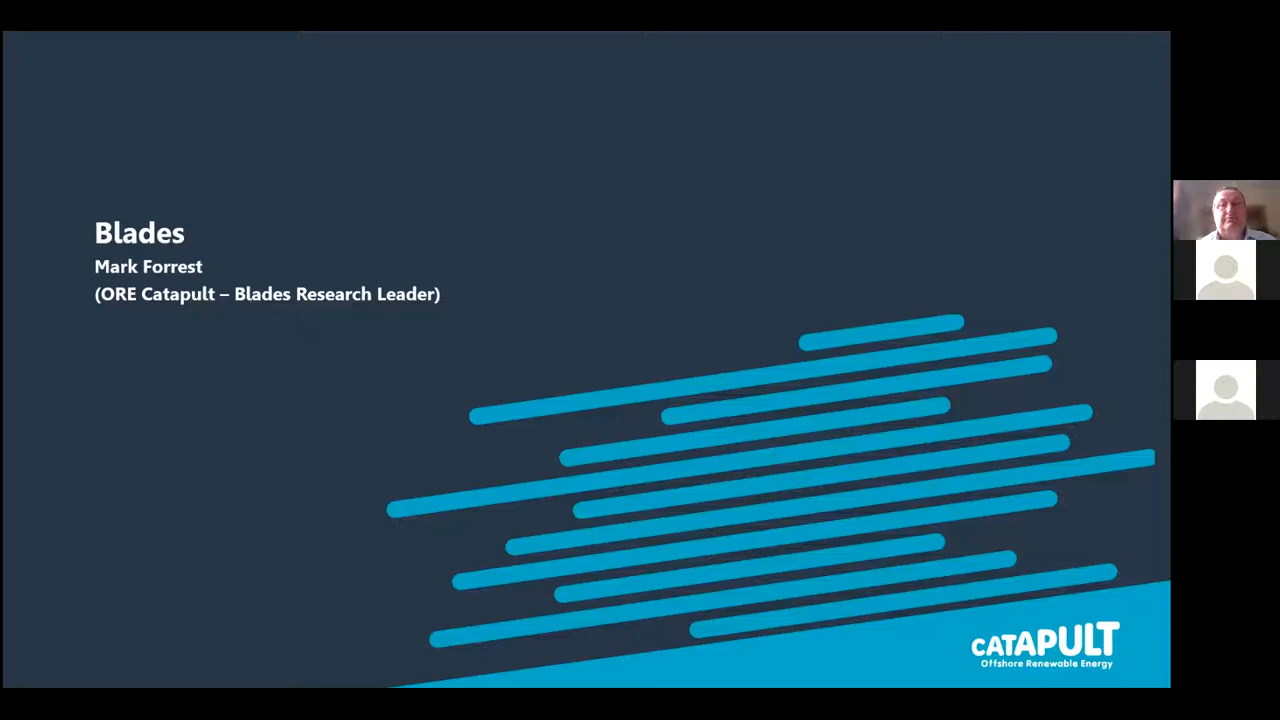 Blades
Mark Forrest
(ORE Catapult – Blades Research Leader)
CATAPULT
Offshore Renewable Energy